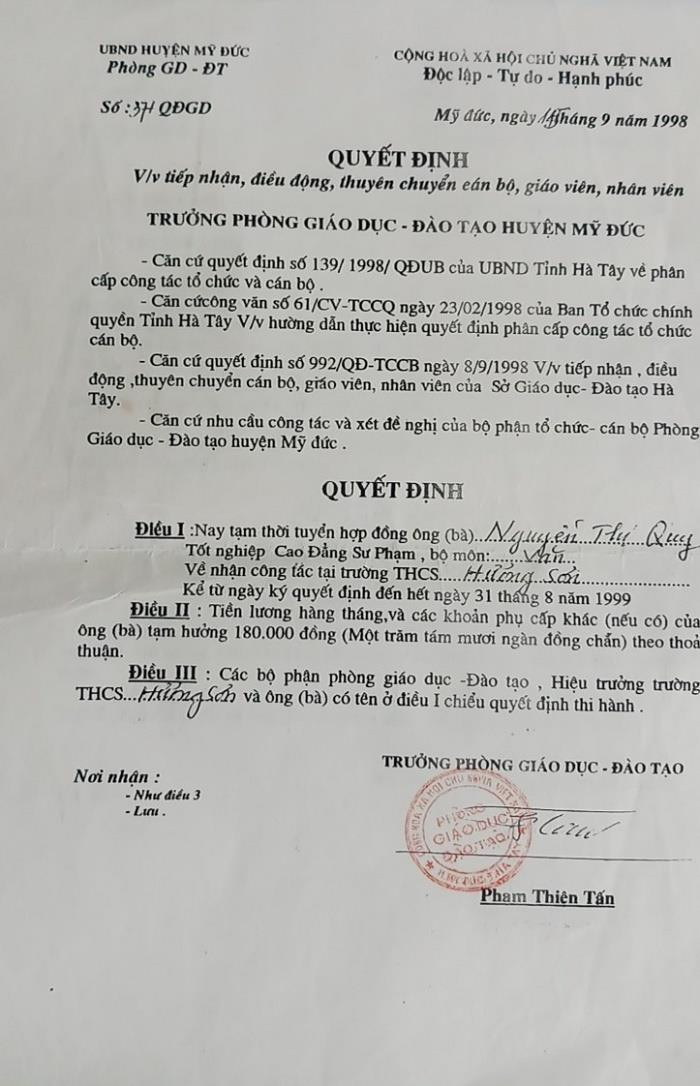 UBND HUYỆN MỸ ĐỨC
Phòng GD - ĐT
CỘNG HOÀ XÃ HỘI CHỦ NGHĨA VIỆT NAM
Độc lập - Tự do - Hạnh phúc
Số : 371 QĐGD
Mỹ đức, ngày tháng 9 năm 1998
QUYẾT ĐỊNH
V/v tiếp nhận, điều động, thuyên chuyển cán bộ, giáo viên, nhân viên
TRƯỞNG PHÒNG GIÁO DỤC - ĐÀO TẠO HUYỆN MỸ ĐỨC
- Căn cứ quyết định số 139/ 1998/ QĐUB của UBND Tỉnh Hà Tây về phân
cấp công tác tổ chức và cán bộ .
- Căn cứcông văn số 61/CV-TCCQ ngày 23/02/1998 của Ban Tổ chức chính
quyền Tỉnh Hà Tây V/v hường dẫn thực hiện quyết định phân cấp công tác tổ chức
cán bộ.
- Căn cứ quyết định số 992/QĐ-TCCB ngày 8/9/1998 V/v tiếp nhận , điều
động ,thuyên chuyển cán bộ, giáo viên, nhân viên của Sở Giáo dục- Đào tạo Hà
Tây.
- Căn cứ nhu cầu công tác và xét đề nghị của bộ phận tổ chức- cán bộ Phòng
Giáo dục - Đào tạo huyện Mỹ đức .
QUYẾT ĐỊNH
Điều I :Nay tạm thời tuyển hợp đồng ông (bà)..Nguyễn Thị Quy
Tốt nghiệp Cao Đẳng Sư Phạm , bộ môn:.....Văn...
Về nhận công tác tại trường THCS.....Hương Sơn.....................
Kể từ ngày ký quyết định đến hết ngày 31 tháng 8 năm 1999
Điều II : Tiền lương hàng tháng,và các khoản phụ cấp khác (nếu có) của
ông (bà) tạm hưởng 180.000 đồng (Một trăm tám mươi ngàn đồng chẵn) theo thoả
thuận.
Điều III : Các bộ phận phòng giáo dục -Đào tạo , Hiệu trưởng trường
THCS...Hương Sơn và ông (bà) có tên ở điều I chiểu quyết định thi hành .
TRƯỞNG PHÒNG GIÁO DỤC - ĐÀO TẠO
Nơi nhận :
- Như điều 3
- Lưu .
PHÒNG
GIÁO DỤC
ĐÀO TẠO
Phạm Thiên Tấn